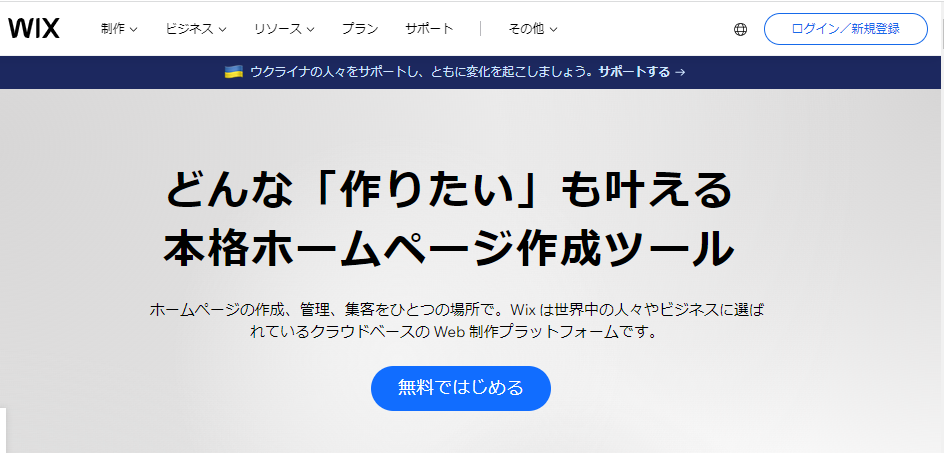 WIX 制作 ビジネス リソース プラン サポート その他 ログイン／新規登録
ウクライナの人々をサポートし、ともに変化を起こしましょう。サポートする →
どんな「作りたい」も叶える
本格ホームページ作成ツール
ホームページの作成、管理、集客をひとつの場所で。Wix は世界中の人々やビジネスに選ば
れているクラウドベースの Web 制作プラットフォームです。
無料ではじめる